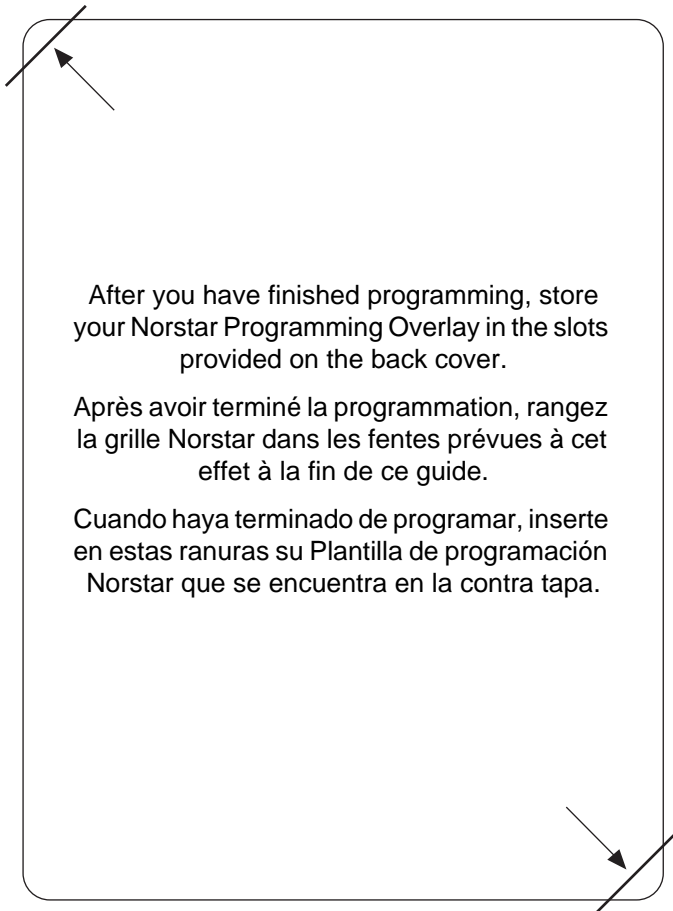 After you have finished programming, store
your Norstar Programming Overlay in the slots
provided on the back cover.
Après avoir terminé la programmation, rangez
la grille Norstar dans les fentes prévues à cet
effet à la fin de ce guide.
Cuando haya terminado de programar, inserte
en estas ranuras su Plantilla de programación
Norstar que se encuentra en la contra tapa.